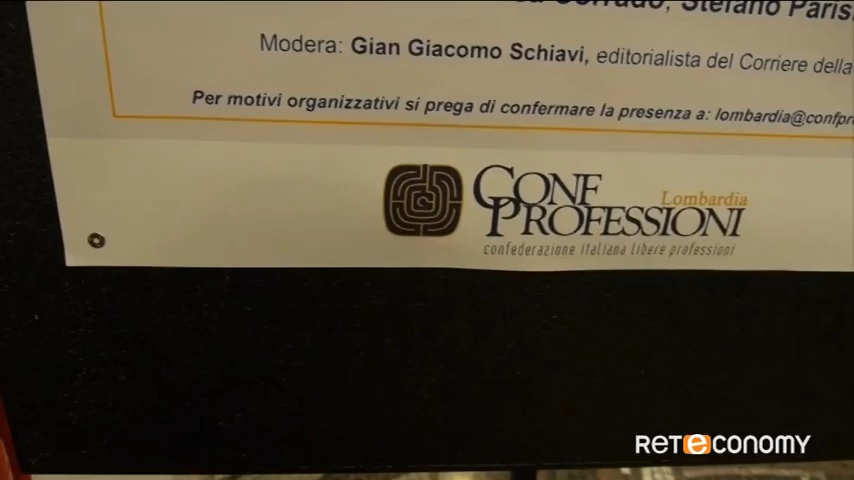 Stefano Paris
Modera: Gian Giacomo Schiavi, editorialista del Corriere della
Per motivi organizzativi si prega di confermare la presenza a: lombardia@confpr
CONF
Lombardia
PROFESSIONI
confederazione italiana libere professioni
RETECONOMY